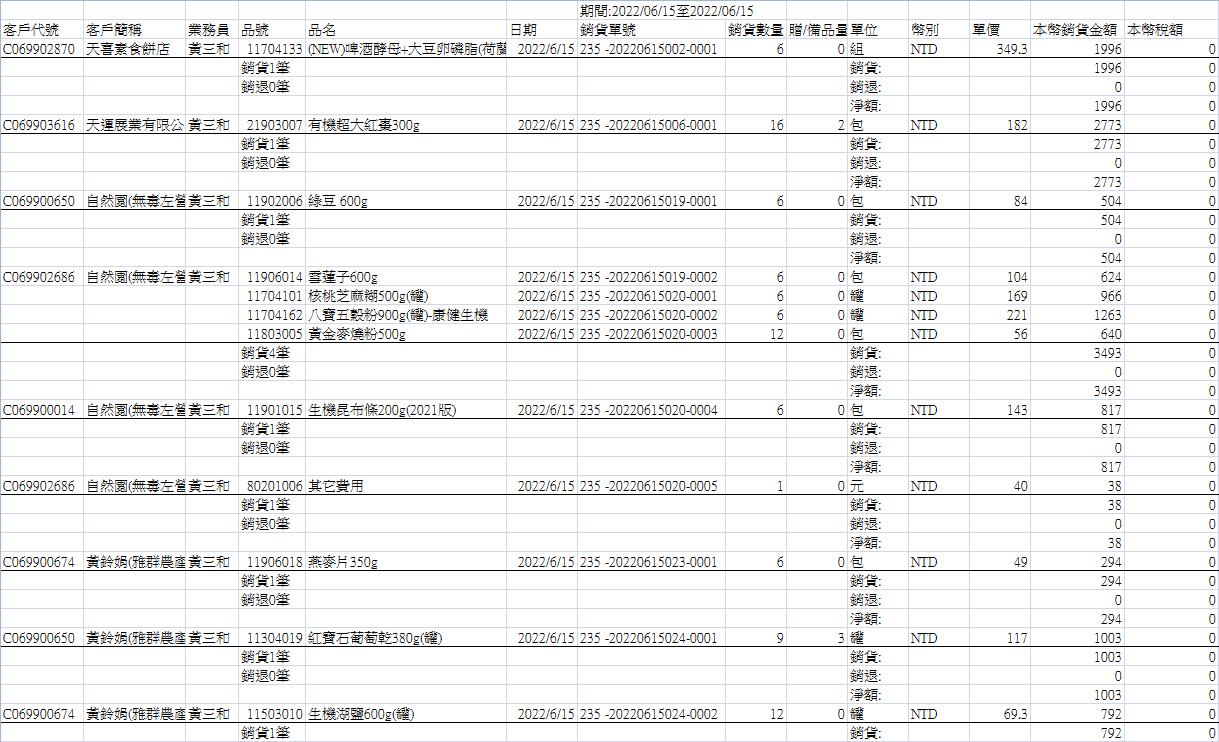 期間:2022/06/15至2022/06/15
客戶代號 客戶簡稱 業務員 品號 品名 日期 銷貨單號 銷貨數量 贈/備品量 單位 幣別 單價 本幣銷貨金額 本幣稅額
C069902870 天喜素食餅店 黃三和 11704133 (NEW)啤酒酵母+大豆卵磷脂(荷蘭 2022/6/15 235 -20220615002-0001 6 0 組 NTD 349.3 1996 0
銷貨1筆 銷貨: 1996 0
銷退0筆 銷退: 0 0
淨額: 1996 0
C069903616 天運展業有限公 黃三和 21903007 有機超大紅棗300g 2022/6/15 235 -20220615006-0001 16 2 包 NTD 182 2773 0
銷貨1筆 銷貨: 2773 0
銷退0筆 銷退: 0 0
淨額: 2773 0
C069900650 自然園(無毒左營 黃三和 11902006 綠豆 600g 2022/6/15 235 -20220615019-0001 6 0 包 NTD 84 504 0
銷貨1筆 銷貨: 504 0
銷退0筆 銷退: 0 0
淨額: 504 0
C069902686 自然園(無毒左營 黃三和 11906014 雪蓮子600g 2022/6/15 235 -20220615019-0002 6 0 包 NTD 104 624 0
11704101 核桃芝麻糊500g(罐) 2022/6/15 235 -20220615020-0001 6 0 罐 NTD 169 966 0
11704162 八寶五穀粉900g(罐)-康健生機 2022/6/15 235 -20220615020-0002 6 0 罐 NTD 221 1263 0
11803005 黃金麥燒粉500g 2022/6/15 235 -20220615020-0003 12 0 包 NTD 56 640 0
銷貨4筆 銷貨: 3493 0
銷退0筆 銷退: 0 0
淨額: 3493 0
C069900014 自然園(無毒左營 黃三和 11901015 生機昆布條200g(2021版) 2022/6/15 235 -20220615020-0004 6 0 包 NTD 143 817 0
銷貨1筆 銷貨: 817 0
銷退0筆 銷退: 0 0
淨額: 817 0
C069902686 自然園(無毒左營 黃三和 80201006 其它費用 2022/6/15 235 -20220615020-0005 1 0 元 NTD 40 38 0
銷貨1筆 銷貨: 38 0
銷退0筆 銷退: 0 0
淨額: 38 0
C069900674 黃鈴娟(雅群農產 黃三和 11906018 燕麥片350g 2022/6/15 235 -20220615023-0001 6 0 包 NTD 49 294 0
銷貨1筆 銷貨: 294 0
銷退0筆 銷退: 0 0
淨額: 294 0
C069900650 黃鈴娟(雅群農產 黃三和 11304019 紅寶石葡萄乾380g(罐) 2022/6/15 235 -20220615024-0001 9 3 罐 NTD 117 1003 0
銷貨1筆 銷貨: 1003 0
銷退0筆 銷退: 0 0
淨額: 1003 0
C069900674 黃鈴娟(雅群農產 黃三和 11503010 生機湖鹽600g(罐) 2022/6/15 235 -20220615024-0002 12 0 罐 NTD 69.3 792 0
銷貨1筆 銷貨: 792 0